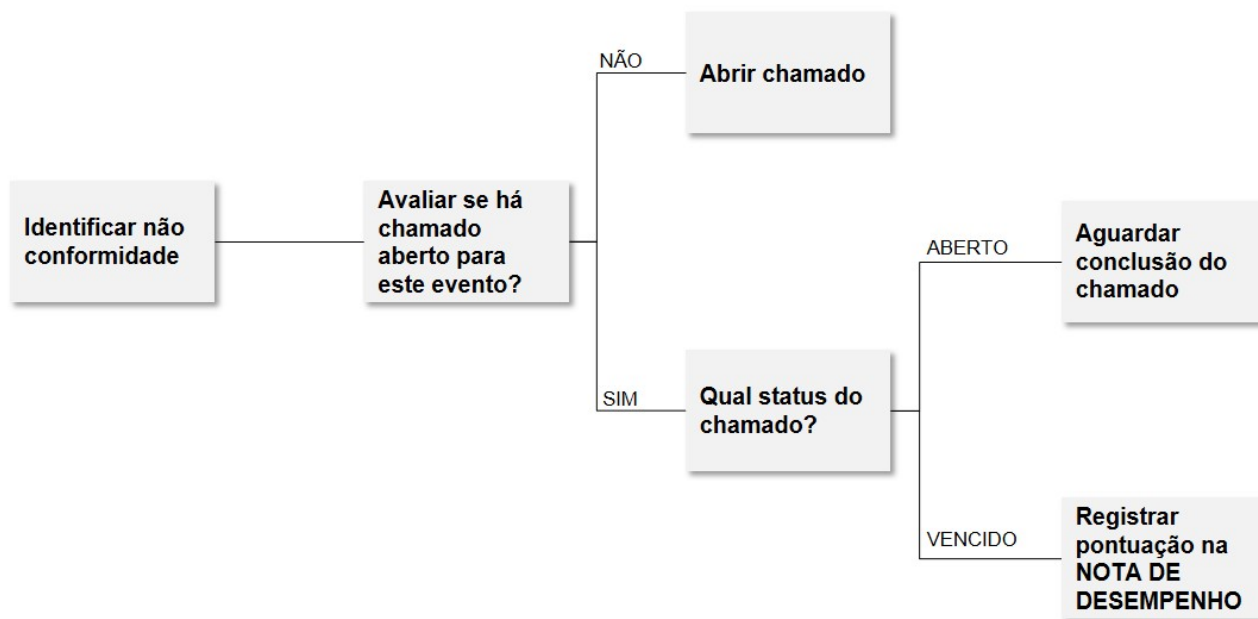 NÃO
Abrir chamado
Identificar não
conformidade
Avaliar se há
chamado
aberto para
este evento?
SIM
Qual status do
chamado?
ABERTO
Aguardar
conclusão do
chamado
VENCIDO
Registrar
pontuação na
NOTA DE
DESEMPENHO